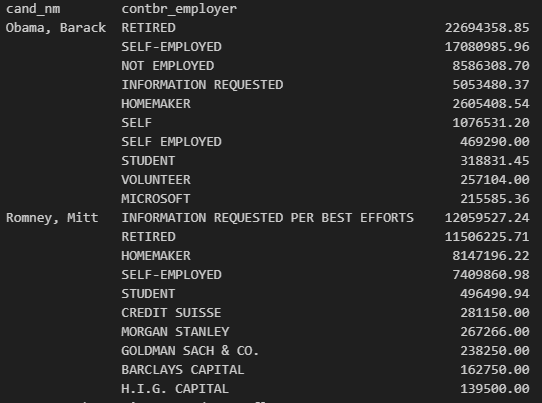 cand_nm contbr_employer
Obama, Barack RETIRED 22694358.85
SELF-EMPLOYED 17080985.96
NOT EMPLOYED 8586308.70
INFORMATION REQUESTED 5053480.37
HOMEMAKER 2605408.54
SELF 1076531.20
SELF EMPLOYED 469290.00
STUDENT 318831.45
VOLUNTEER 257104.00
MICROSOFT 215585.36
Romney, Mitt INFORMATION REQUESTED PER BEST EFFORTS 12059527.24
RETIRED 11506225.71
HOMEMAKER 8147196.22
SELF-EMPLOYED 7409860.98
STUDENT 496490.94
CREDIT SUISSE 281150.00
MORGAN STANLEY 267266.00
GOLDMAN SACH & CO. 238250.00
BARCLAYS CAPITAL 162750.00
H.I.G. CAPITAL 139500.00